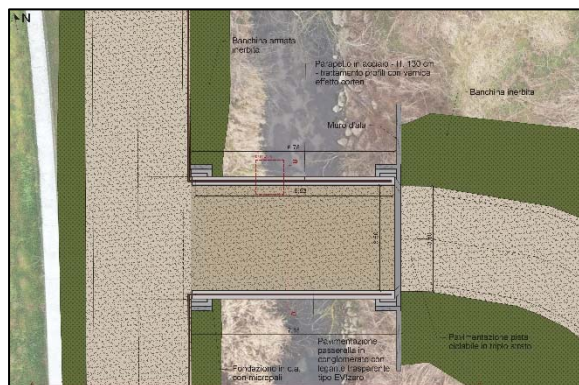 N
Banchina armata
inerbita
Parapetto in acciaio - H. 130 cm
- trattamento profili con vernice
effetto corten
Banchina inerbita
Muro d'ala
Pavimentazione pista
ciclabile in triplo strato
Fondazione in c.a.
con micropali
Pavimentazione
passerella in
conglomerato con
legante trasparente
tipo EVIzero